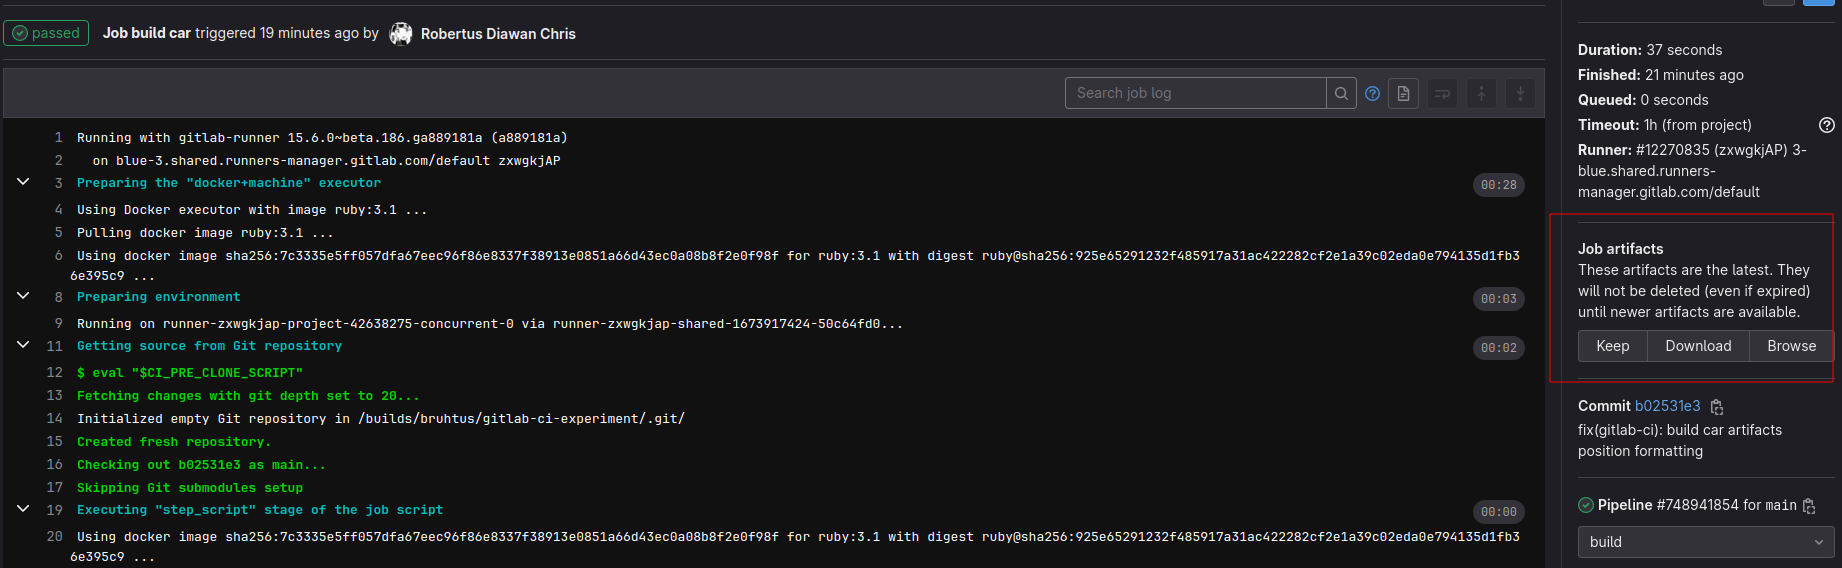 passed Job build car triggered 19 minutes ago by Robertus Diawan Chris
Search job log
1 Running with gitlab-runner 15.6.0~beta.186.ga889181a (a889181a)
2 on blue-3.shared.runners-manager.gitlab.com/default zxwgkjAP
3 Preparing the "docker+machine" executor 00:28
4 Using Docker executor with image ruby:3.1 ...
5 Pulling docker image ruby:3.1 ...
6 Using docker image sha256:7c3335e5ff057dfa67eec96f86e8337f38913e0851a66d43ec0a08b8f2e0f98f for ruby:3.1 with digest ruby@sha256:925e65291232f485917a31ac422282cf2e1a39c02eda0e794135d1fb3
6e395c9 ...
8 Preparing environment 00:03
9 Running on runner-zxwgkjap-project-42638275-concurrent-0 via runner-zxwgkjap-shared-1673917424-50c64fd0...
11 Getting source from Git repository 00:02
12 $ eval "$CI_PRE_CLONE_SCRIPT"
13 Fetching changes with git depth set to 20...
14 Initialized empty Git repository in /builds/bruhtus/gitlab-ci-experiment/.git/
15 Created fresh repository.
16 Checking out b02531e3 as main...
17 Skipping Git submodules setup
19 Executing "step_script" stage of the job script 00:00
20 Using docker image sha256:7c3335e5ff057dfa67eec96f86e8337f38913e0851a66d43ec0a08b8f2e0f98f for ruby:3.1 with digest ruby@sha256:925e65291232f485917a31ac422282cf2e1a39c02eda0e794135d1fb3
6e395c9 ...
Duration: 37 seconds
Finished: 21 minutes ago
Queued: 0 seconds
Timeout: 1h (from project)
Runner: #12270835 (zxwgkjAP) 3-
blue.shared.runners-
manager.gitlab.com/default
Job artifacts
These artifacts are the latest. They
will not be deleted (even if expired)
until newer artifacts are available.
Keep Download Browse
Commit b02531e3
fix(gitlab-ci): build car artifacts
position formatting
Pipeline #748941854 for main
build